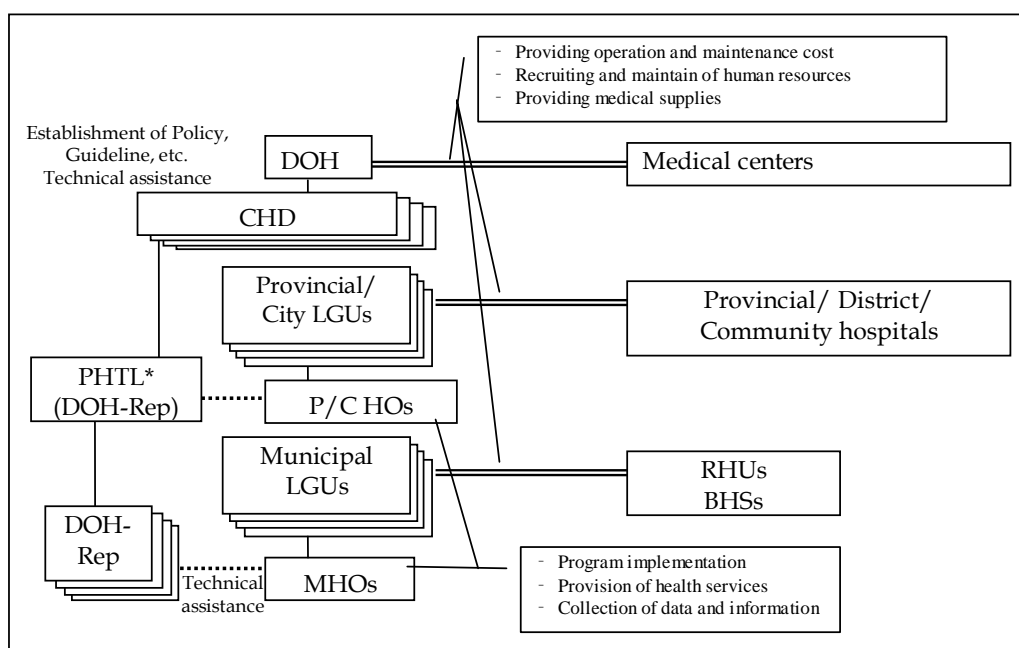 - Providing operation and maintenance cost
- Recruiting and maintain of human resources
- Providing medical supplies
Establishment of Policy,
Guideline, etc.
Technical assistance
DOH
Medical centers
CHD
Provincial/
City LGUs
Provincial/ District/
Community hospitals
PHTL*
(DOH-Rep)
P/C HOs
Municipal
LGUs
RHUs
BHSs
DOH-
Rep
Technical
assistance
MHOs
- Program implementation
- Provision of health services
- Collection of data and information